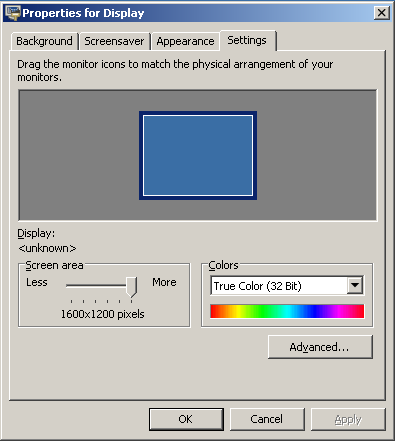 Properties for Display
Background Screensaver Appearance Settings
Drag the monitor icons to match the physical arrangement of your
monitors.
Display:
<unknown>
Screen area
Less More
1600x1200 pixels
Colors
True Color (32 Bit)
Advanced...
OK Cancel Apply